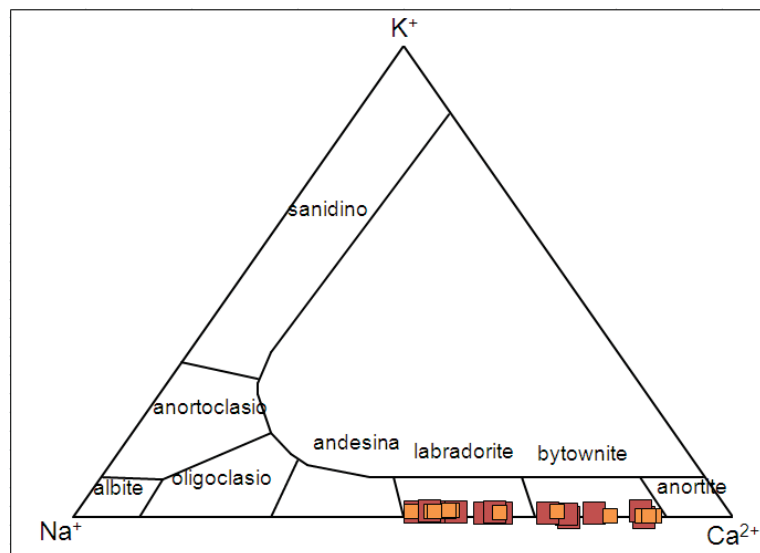 K⁺
sanidino
anortoclasio
andesina
labradorite
bytownite
albite
oligoclasio
anortite
Na⁺
Ca²⁺